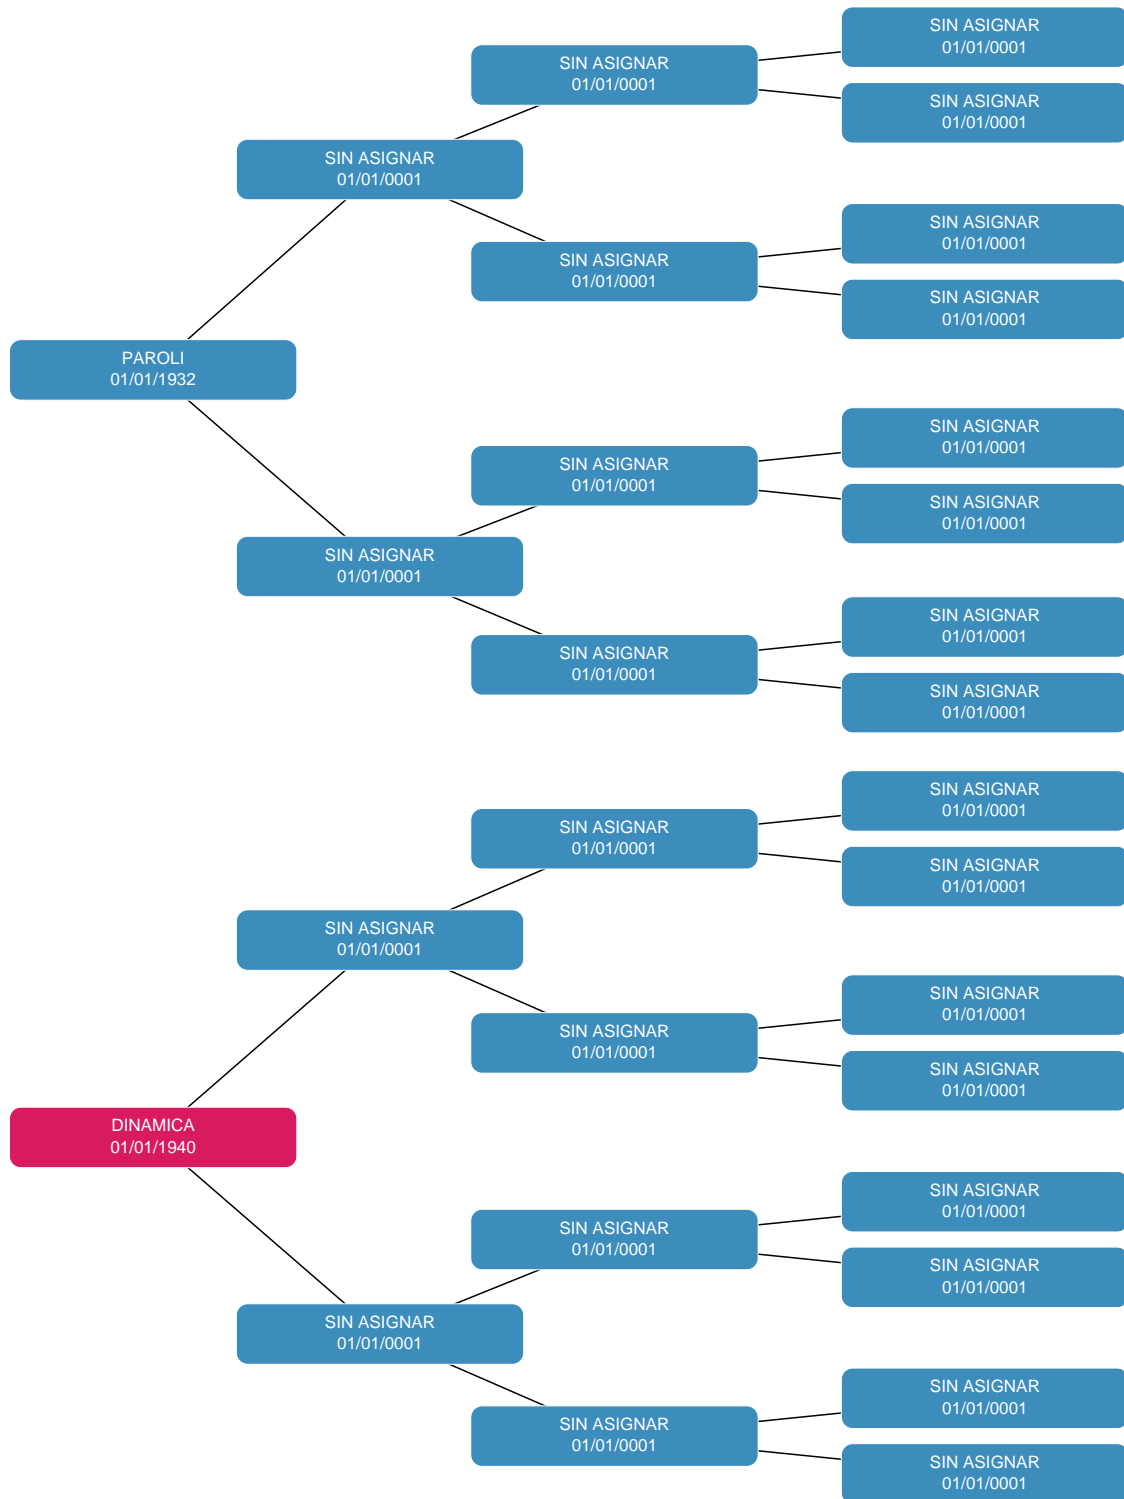 SIN ASIGNAR
01/01/0001
SIN ASIGNAR
01/01/0001
SIN ASIGNAR
01/01/0001
SIN ASIGNAR
01/01/0001
SIN ASIGNAR
01/01/0001
SIN ASIGNAR
01/01/0001
SIN ASIGNAR
01/01/0001
PAROLI
01/01/1932
SIN ASIGNAR
01/01/0001
SIN ASIGNAR
01/01/0001
SIN ASIGNAR
01/01/0001
SIN ASIGNAR
01/01/0001
SIN ASIGNAR
01/01/0001
SIN ASIGNAR
01/01/0001
SIN ASIGNAR
01/01/0001
SIN ASIGNAR
01/01/0001
SIN ASIGNAR
01/01/0001
SIN ASIGNAR
01/01/0001
SIN ASIGNAR
01/01/0001
SIN ASIGNAR
01/01/0001
SIN ASIGNAR
01/01/0001
SIN ASIGNAR
01/01/0001
DINAMICA
01/01/1940
SIN ASIGNAR
01/01/0001
SIN ASIGNAR
01/01/0001
SIN ASIGNAR
01/01/0001
SIN ASIGNAR
01/01/0001
SIN ASIGNAR
01/01/0001
SIN ASIGNAR
01/01/0001
SIN ASIGNAR
01/01/0001